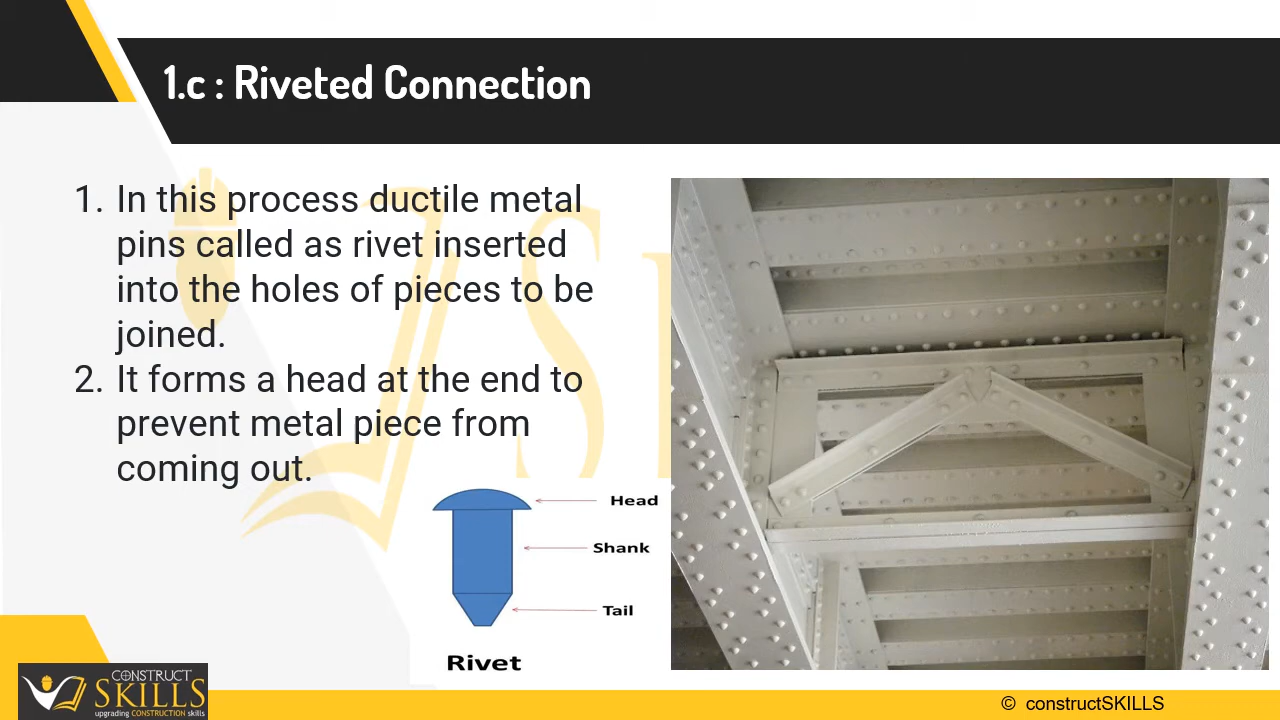 1.c : Riveted Connection
1. In this process ductile metal
pins called as rivet inserted
into the holes of pieces to be
joined.
2. It forms a head at the end to
prevent metal piece from
coming out.
Head
Shank
Tail
Rivet
CONSTRUCT
SKILLS
upgrading CONSTRUCTION skills
© constructSKILLS